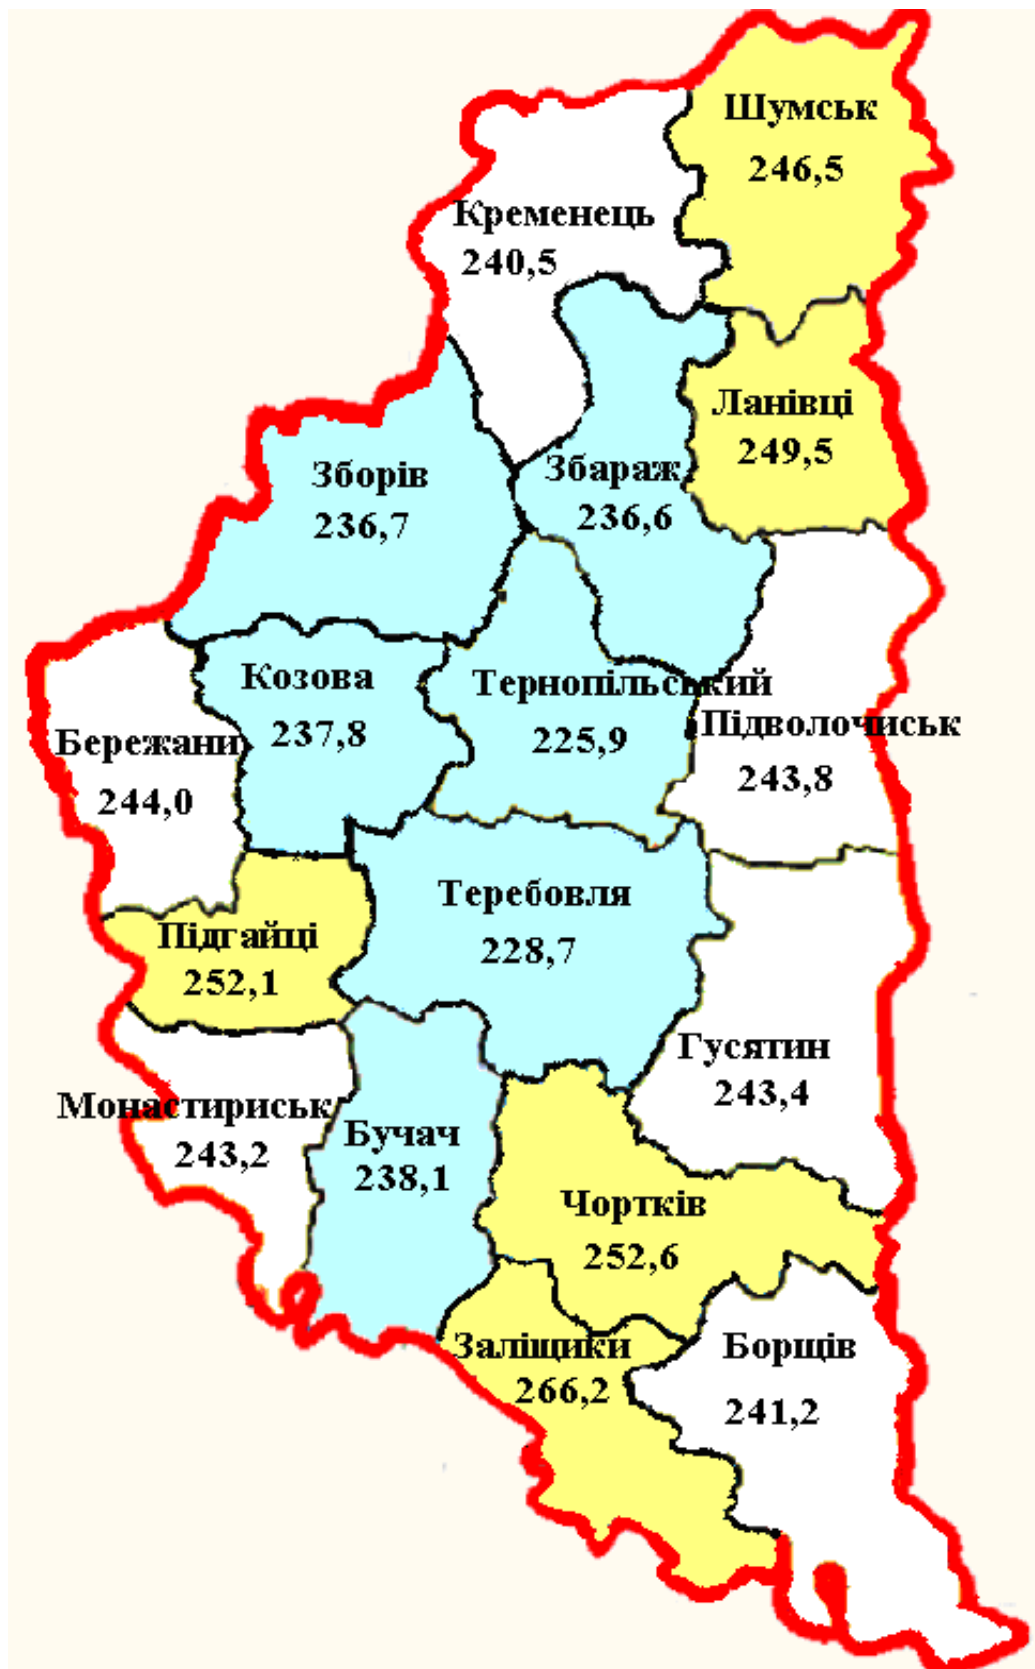 Шумськ
246,5
Кременець
240,5
Ланівці
249,5
Зборів
236,7
Збараж
236,6
Козова
237,8
Тернопільський
225,9
Підволочиськ
243,8
Бережани
244,0
Теребовля
228,7
Підгайці
252,1
Гусятин
243,4
Монастириськ
243,2
Бучач
238,1
Чортків
252,6
Заліщики
266,2
Борщів
241,2